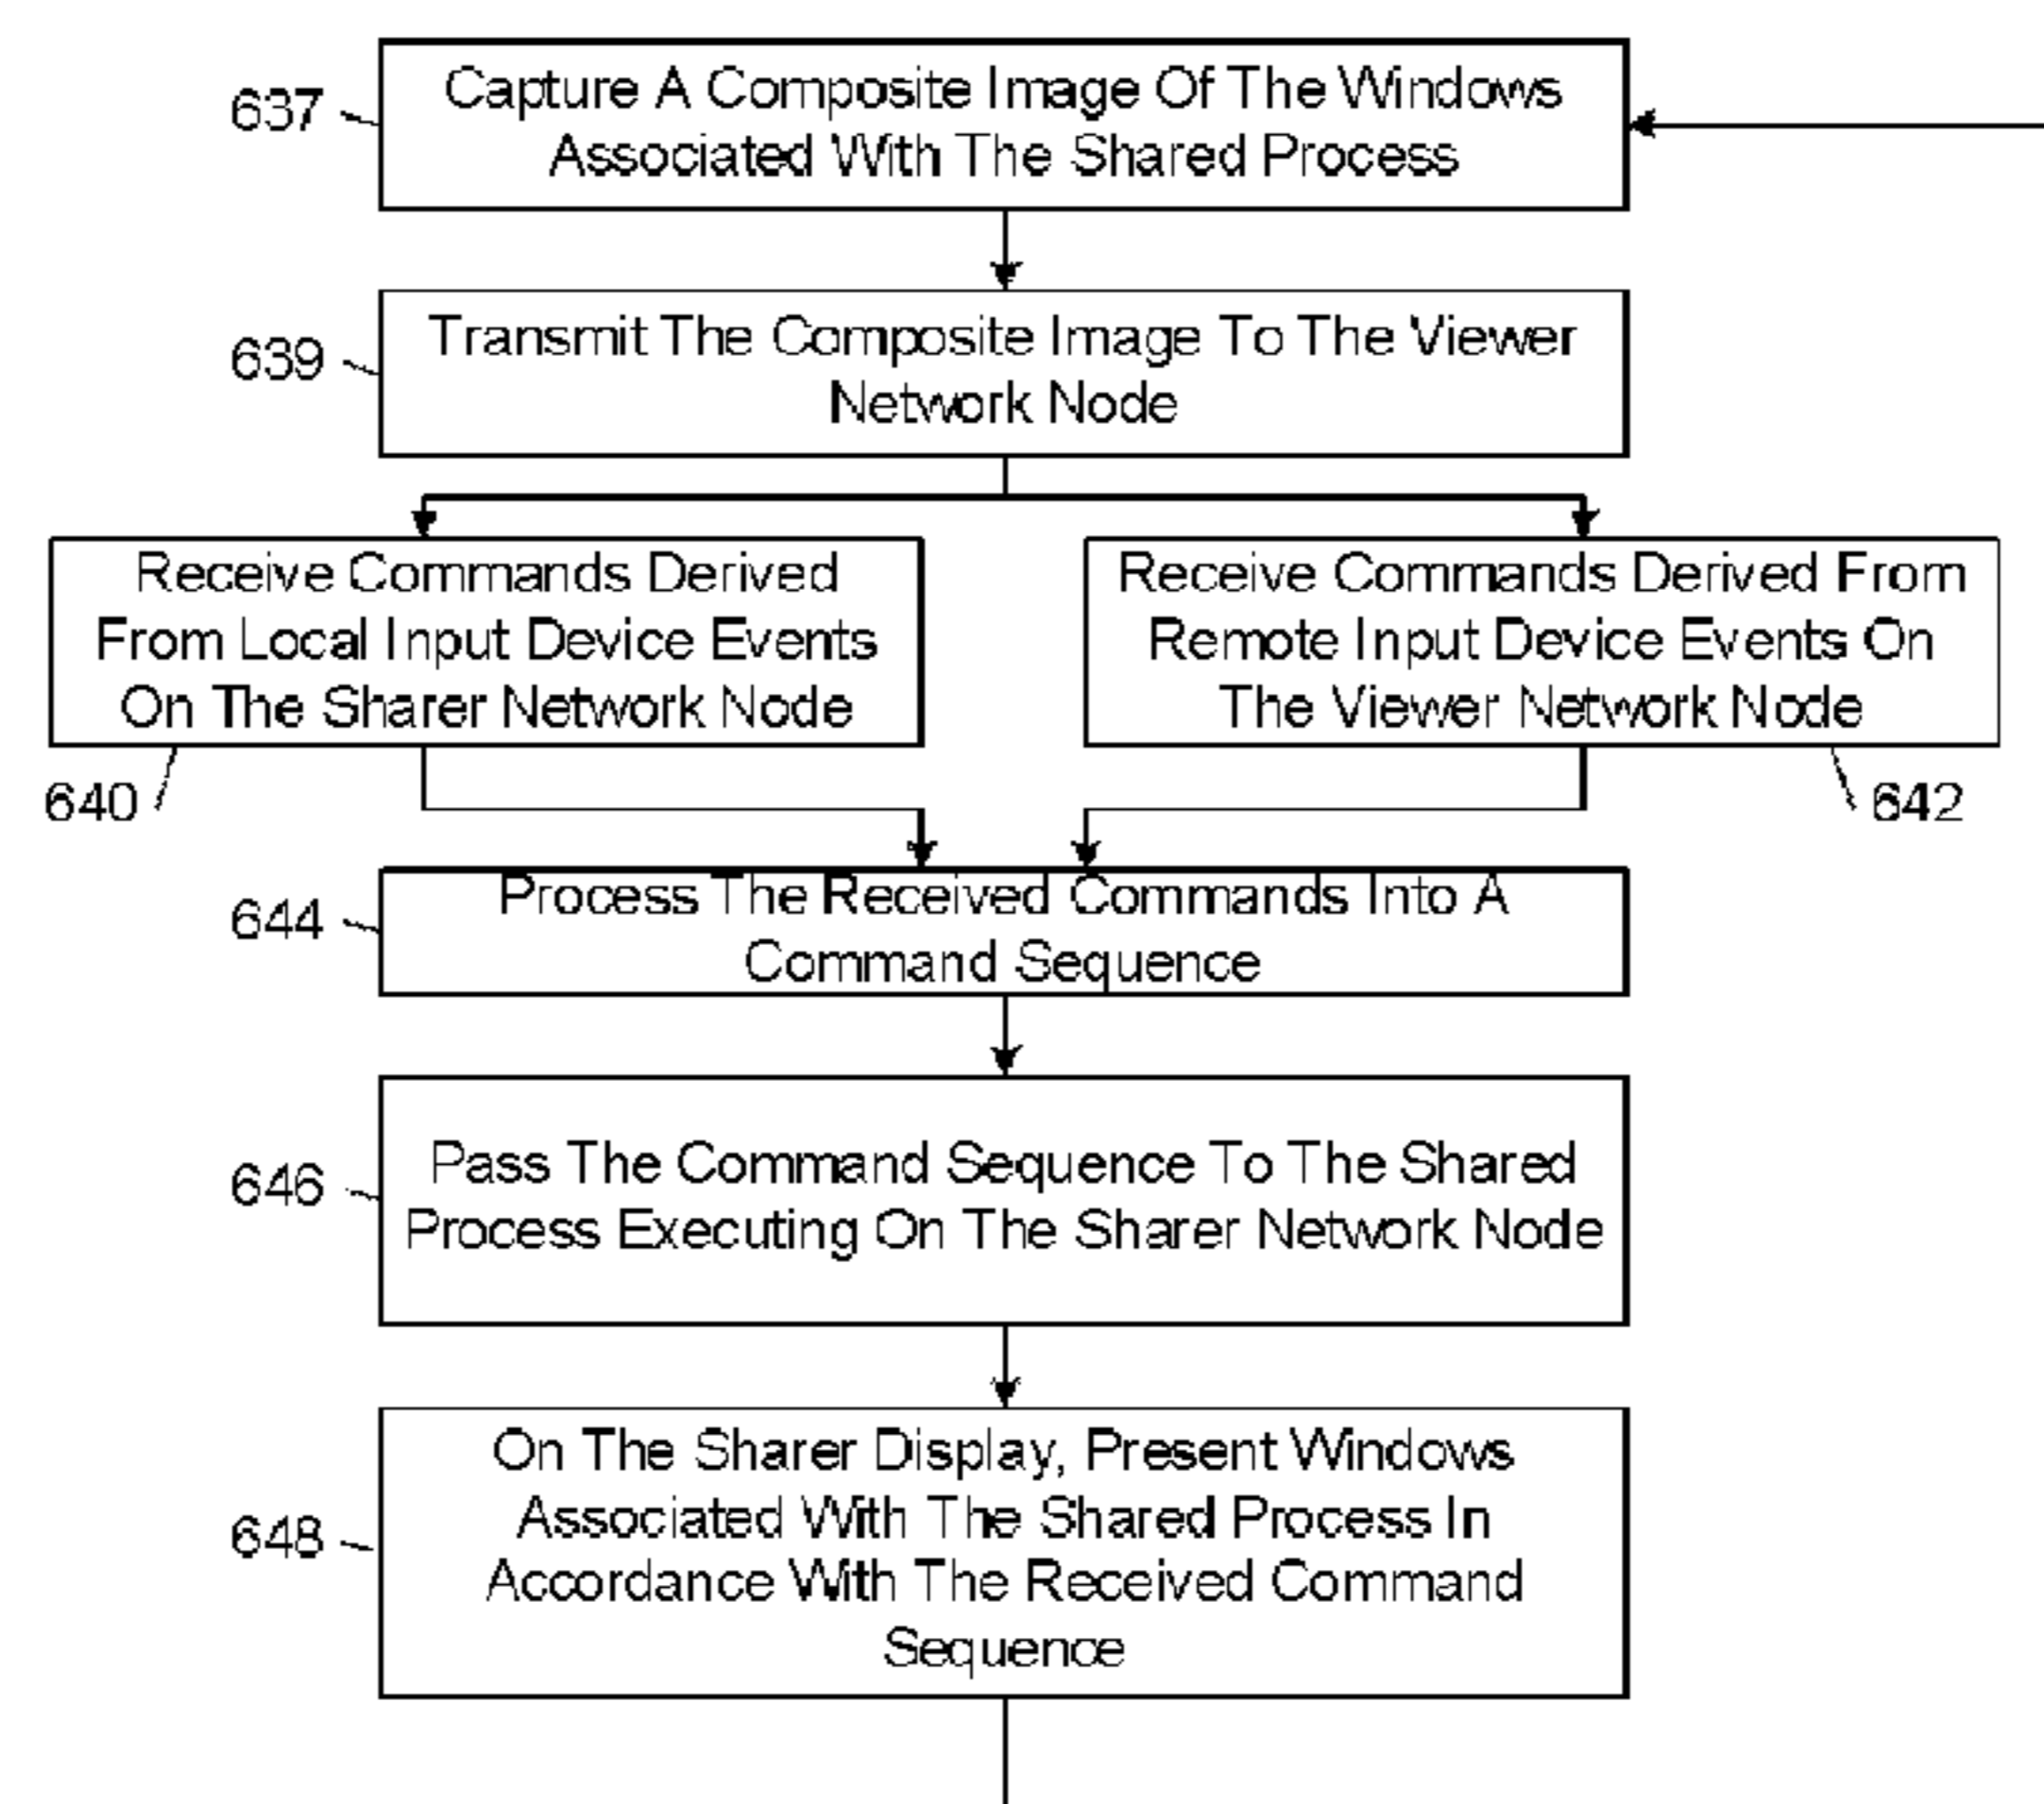 637
Capture A Composite Image Of The Windows
Associated With The Shared Process
639
Transmit The Composite Image To The Viewer
Network Node
Receive Commands Derived
From Local Input Device Events
On The Sharer Network Node
640
Receive Commands Derived From
Remote Input Device Events On
The Viewer Network Node
642
644
Process The Received Commands Into A
Command Sequence
646
Pass The Command Sequence To The Shared
Process Executing On The Sharer Network Node
648
On The Sharer Display, Present Windows
Associated With The Shared Process In
Accordance With The Received Command
Sequence